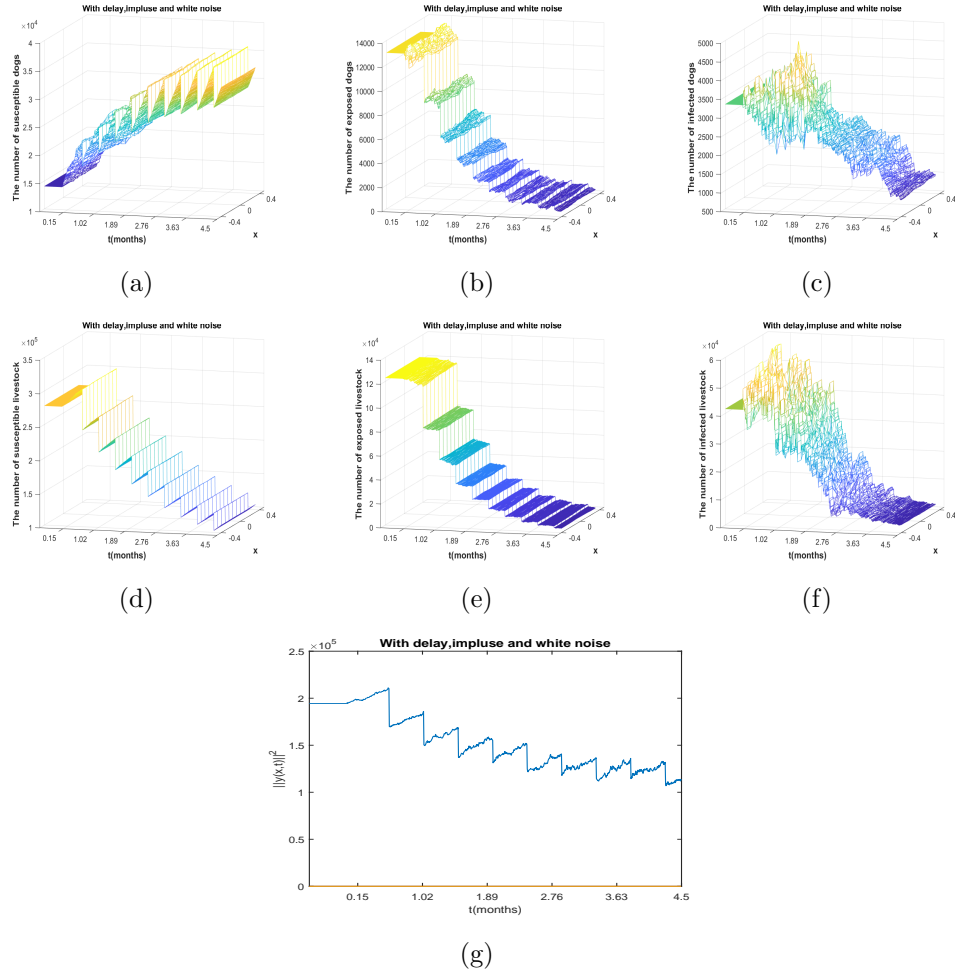 With delay,impluse and white noise
×10⁴
4
3.5
3
2.5
2
1.5
1
The number of susceptible dogs
0.15 1.02 1.89 2.76 3.63 4.5
t(months)
-0.4 0 0.4
x
(a)
With delay,impluse and white noise
14000
12000
10000
8000
6000
4000
2000
0
The number of exposed dogs
0.15 1.02 1.89 2.76 3.63 4.5
t(months)
-0.4 0 0.4
x
(b)
With delay,impluse and white noise
5000
4500
4000
3500
3000
2500
2000
1500
1000
500
The number of infected dogs
0.15 1.02 1.89 2.76 3.63 4.5
t(months)
-0.4 0 0.4
x
(c)
With delay,impluse and white noise
×10⁵
3.5
3
2.5
2
1.5
1
The number of susceptible livestock
0.15 1.02 1.89 2.76 3.63 4.5
t(months)
-0.4 0 0.4
x
(d)
With delay,impluse and white noise
×10⁴
14
12
10
8
6
4
2
0
The number of exposed livestock
0.15 1.02 1.89 2.76 3.63 4.5
t(months)
-0.4 0 0.4
x
(e)
With delay,impluse and white noise
×10⁴
6
5
4
3
2
1
0
The number of infected livestock
0.15 1.02 1.89 2.76 3.63 4.5
t(months)
-0.4 0 0.4
x
(f)
With delay,impluse and white noise
×10⁵
2.5
2
1.5
1
0.5
0
||y(x,t)||²
0.15 1.02 1.89 2.76 3.63 4.5
t(months)
(g)